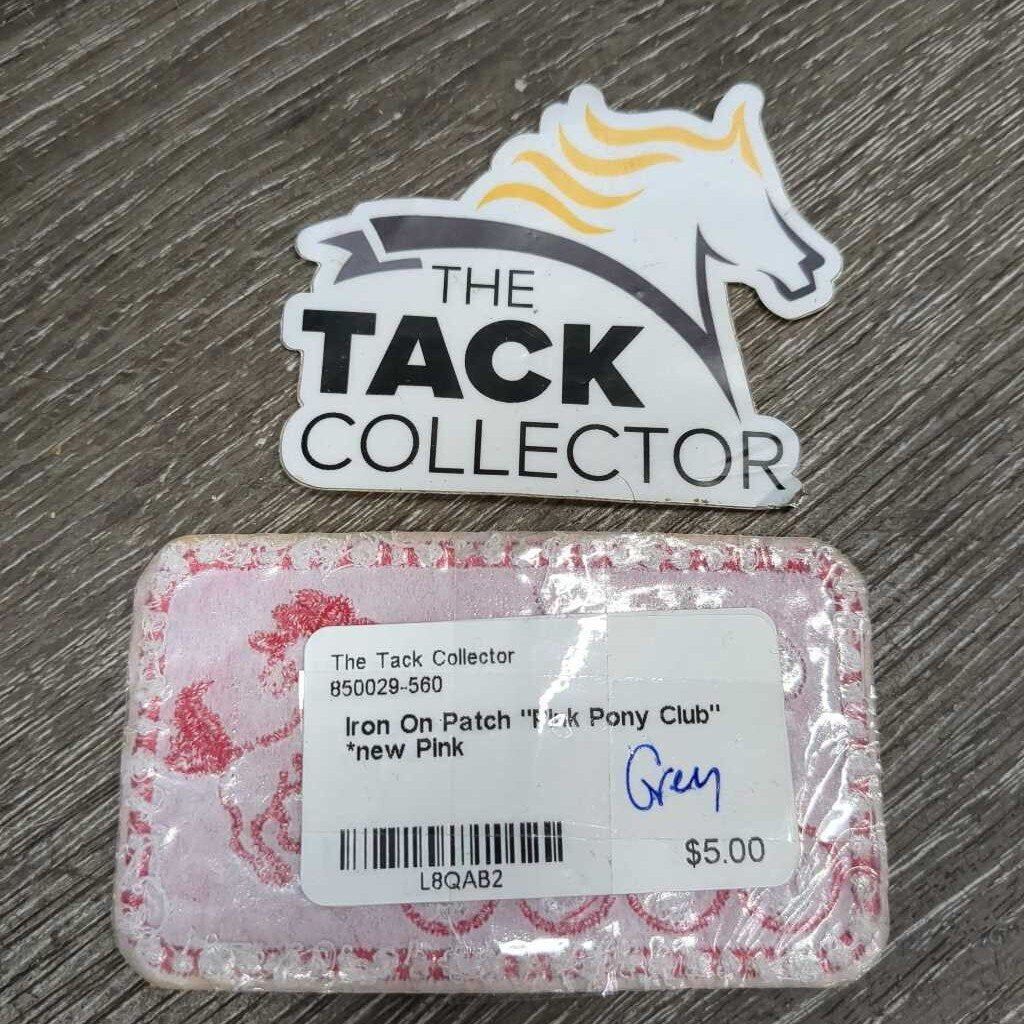 THE
TACK
COLLECTOR
The Tack Collector
850029-560
Iron On Patch "Pink Pony Club"
*new Pink
Grey
L8QAB2
$5.00